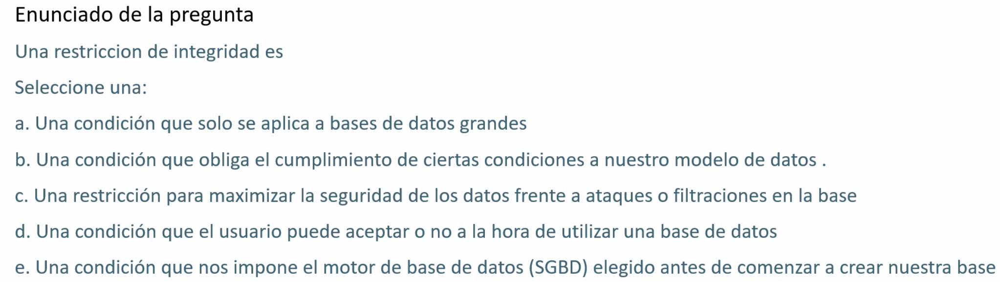 Enunciado de la pregunta
Una restriccion de integridad es
Seleccione una:
a. Una condición que solo se aplica a bases de datos grandes
b. Una condición que obliga el cumplimiento de ciertas condiciones a nuestro modelo de datos .
c. Una restricción para maximizar la seguridad de los datos frente a ataques o filtraciones en la base
d. Una condición que el usuario puede aceptar o no a la hora de utilizar una base de datos
e. Una condición que nos impone el motor de base de datos (SGBD) elegido antes de comenzar a crear nuestra base